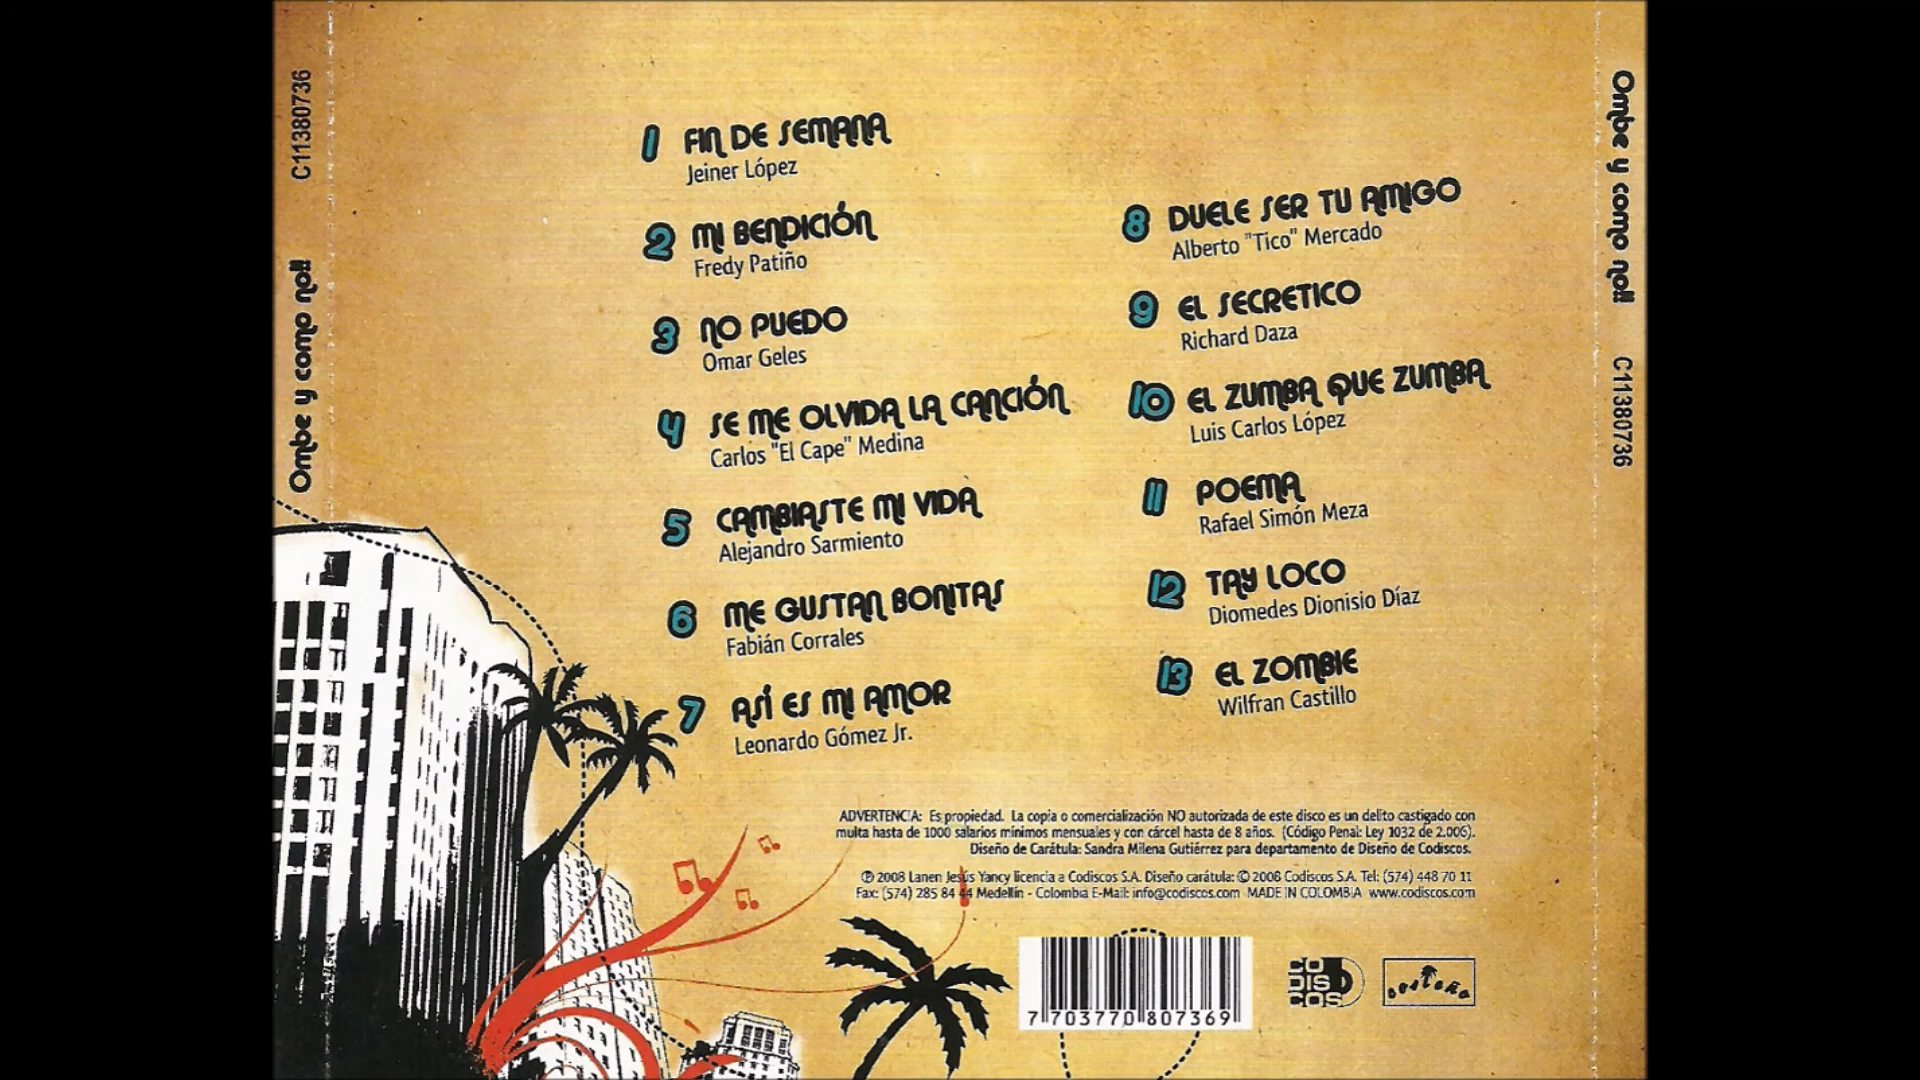 C11380736
Ombe y como no!!
1 FIN DE SEMANA
Jeiner López
2 MI BENDICIÓN
Fredy Patiño
3 NO PUEDO
Omar Geles
4 SE ME OLVIDA LA CANCIÓN
Carlos "El Cape" Medina
5 CAMBIASTE MI VIDA
Alejandro Sarmiento
6 ME GUSTAN BONITAS
Fabián Corrales
7 ASÍ ES MI AMOR
Leonardo Gómez Jr.
8 DUELE SER TU AMIGO
Alberto "Tico" Mercado
9 EL SECRETICO
Richard Daza
10 EL ZUMBA QUE ZUMBA
Luis Carlos López
11 POEMA
Rafael Simón Meza
12 TAY LOCO
Diomedes Dionisio Díaz
13 EL ZOMBIE
Wilfran Castillo
ADVERTENCIA: Es propiedad. La copia o comercialización NO autorizada de este disco es un delito castigado con
multa hasta de 1000 salarios mínimos mensuales y con cárcel hasta de 8 años. (Código Penal: Ley 1032 de 2.006).
Diseño de Carátula: Sandra Milena Gutiérrez para departamento de Diseño de Codiscos.
℗ 2008 Lanen Jesús Yancy licencia a Codiscos S.A. Diseño carátula: © 2008 Codiscos S.A. Tel: (574) 448 70 11
Fax: (574) 285 84 44 Medellín - Colombia E-Mail: info@codiscos.com MADE IN COLOMBIA www.codiscos.com
7 703770 807369
CODISCOS
costeño
Ombe y como no!!
C11380736